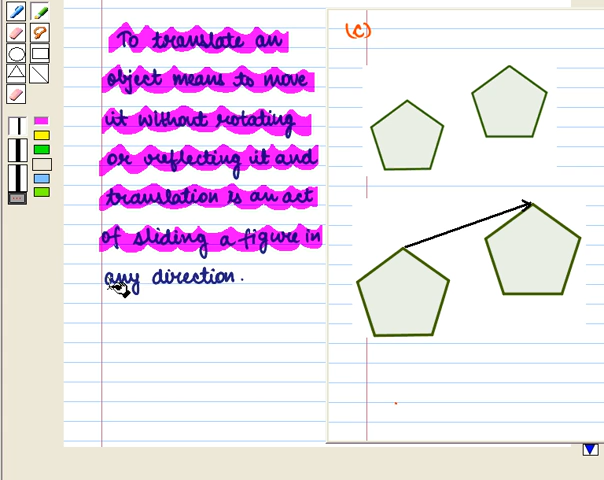 To translate an
object means to move
it without rotating
or reflecting it and
translation is an act
of sliding a figure in
any direction.
(C)